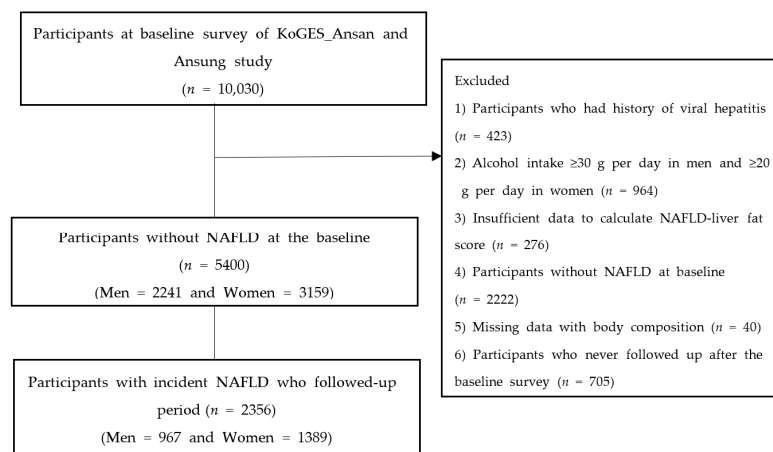 Participants at baseline survey of KoGES_Ansan and
Ansung study
(n = 10,030)
Excluded
1) Participants who had history of viral hepatitis
(n = 423)
2) Alcohol intake ≥30 g per day in men and ≥20
g per day in women (n = 964)
3) Insufficient data to calculate NAFLD-liver fat
score (n = 276)
4) Participants without NAFLD at baseline
(n = 2222)
5) Missing data with body composition (n = 40)
6) Participants who never followed up after the
baseline survey (n = 705)
Participants without NAFLD at the baseline
(n = 5400)
(Men = 2241 and Women = 3159)
Participants with incident NAFLD who followed-up
period (n = 2356)
(Men = 967 and Women = 1389)